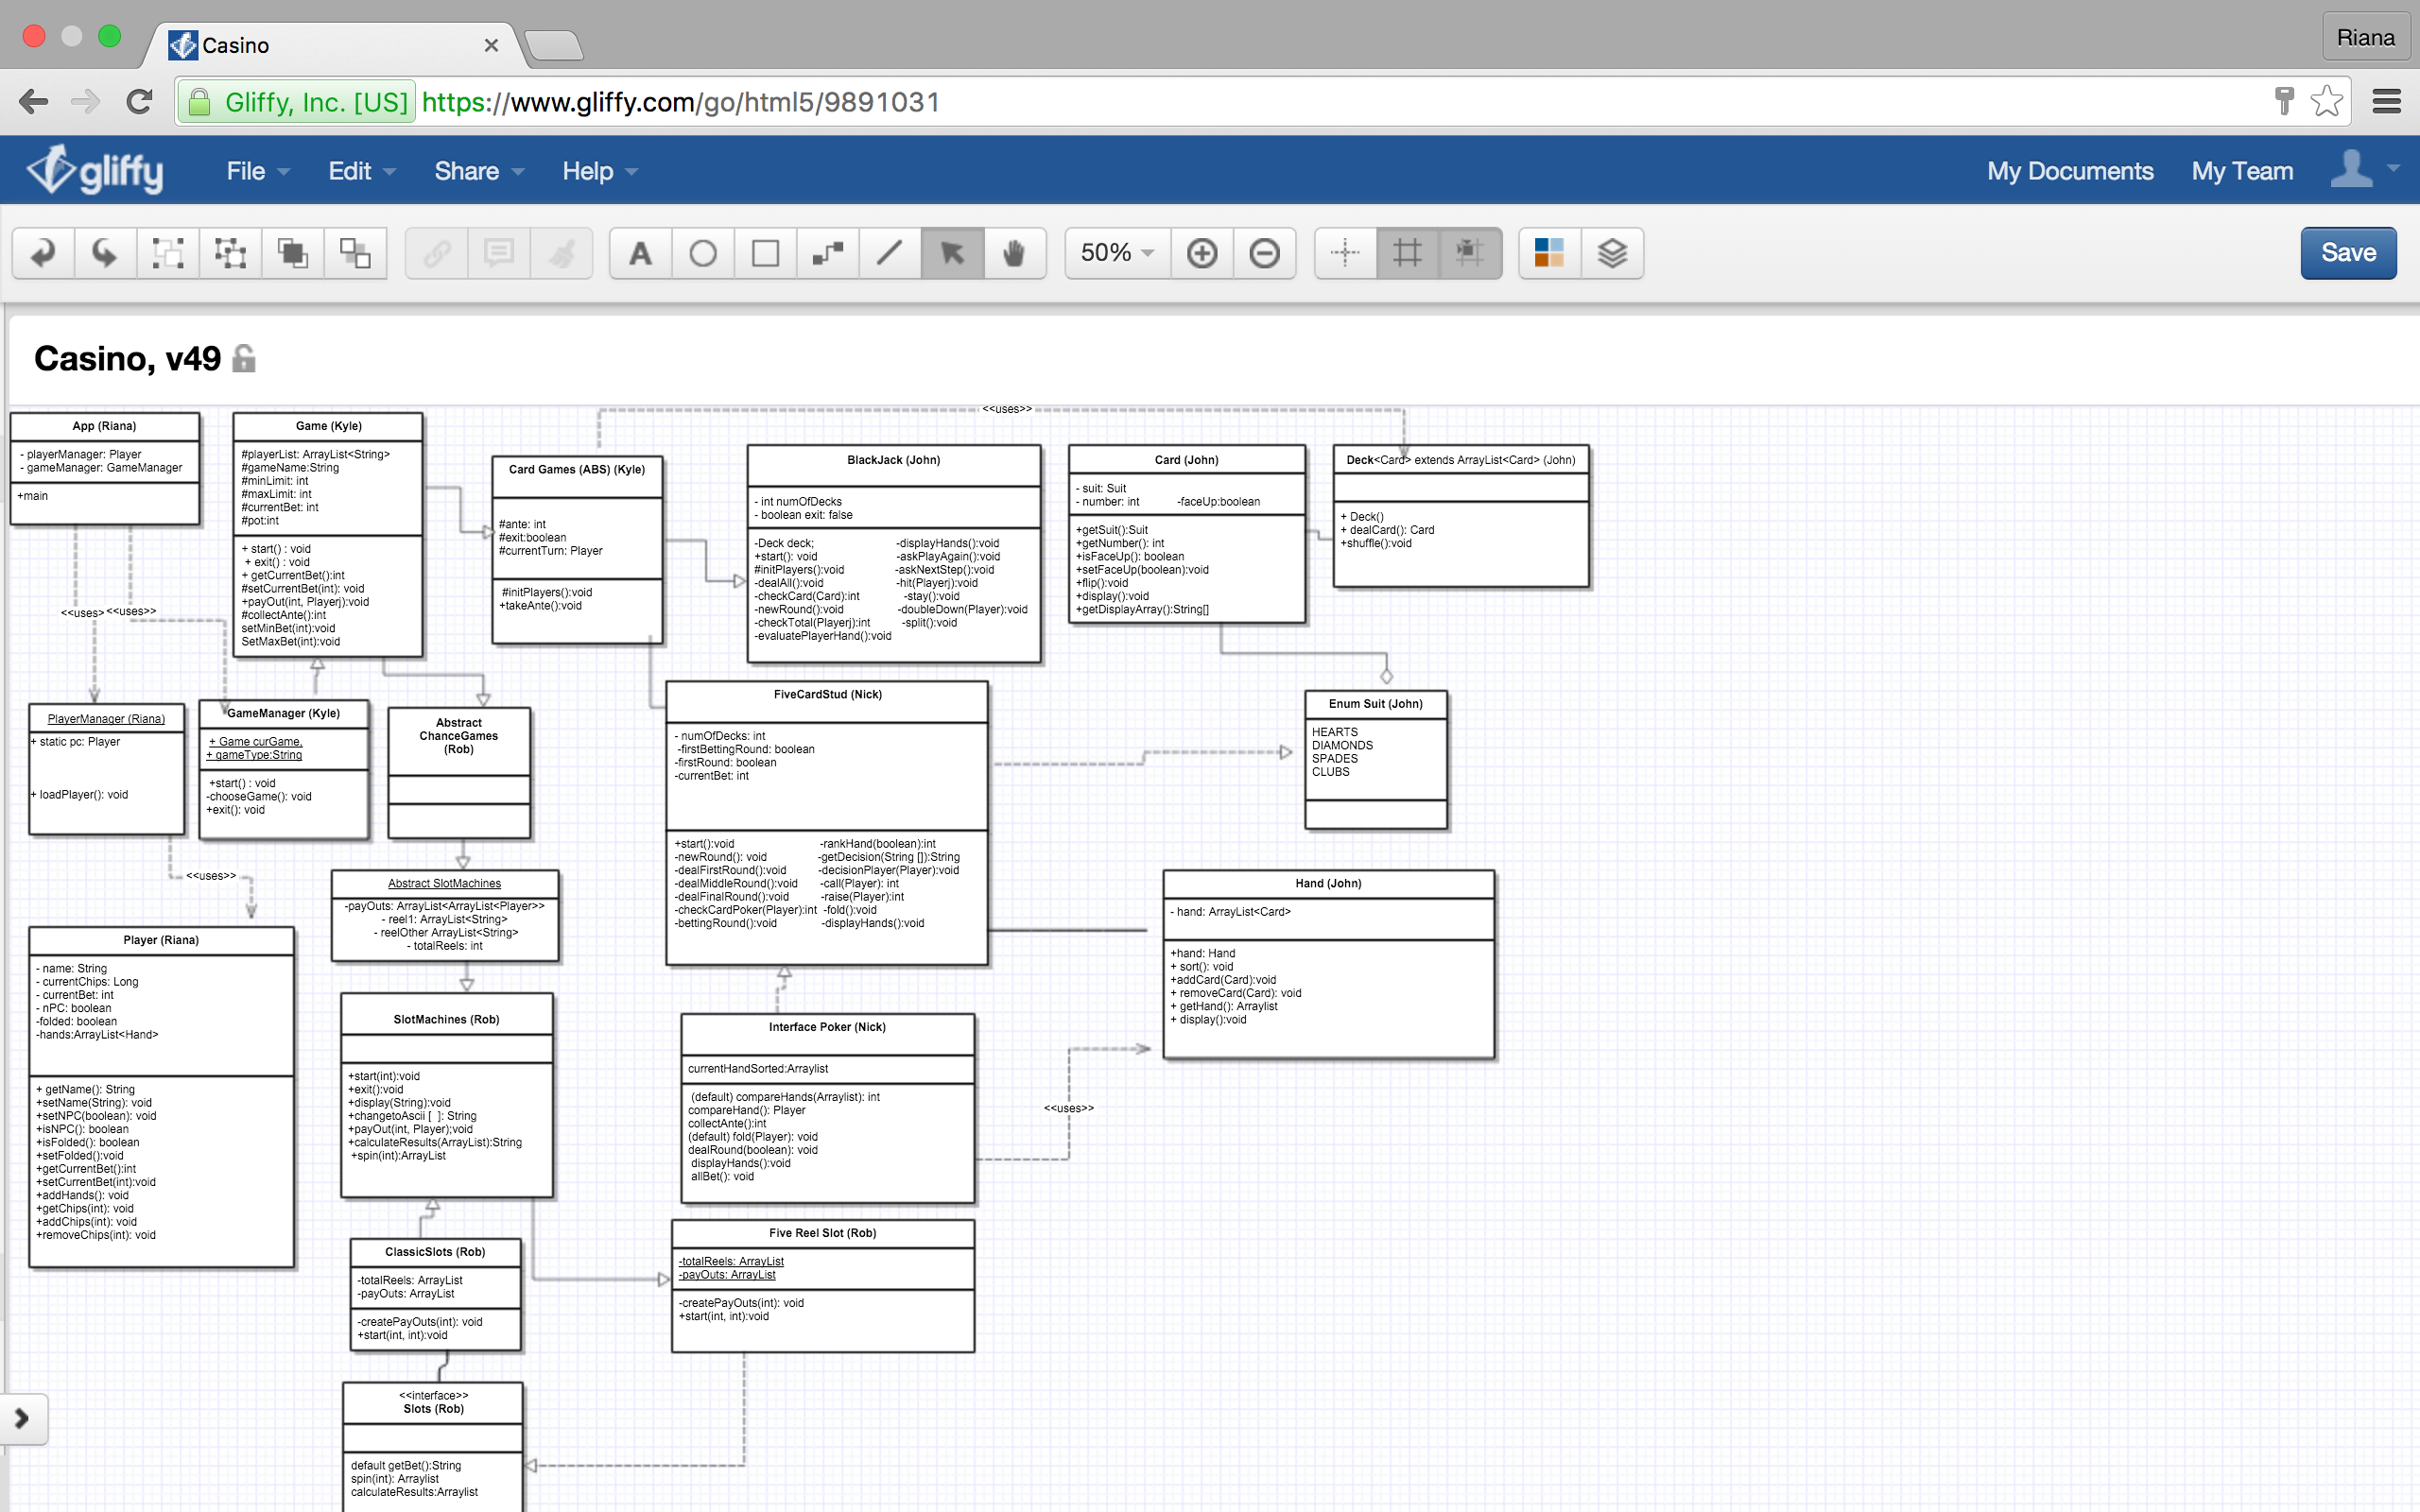 Casino
Riana
Gliffy, Inc. [US] https://www.gliffy.com/go/html5/9891031
gliffy File Edit Share Help My Documents My Team
A 50% Save
Casino, v49
<<uses>>
App (Riana)
- playerManager: Player
- gameManager: GameManager
+main
Game (Kyle)
#playerList: ArrayList<String>
#gameName:String
#minLimit: int
#maxLimit: int
#currentBet: int
#pot:int
+ start() : void
+ exit() : void
+ getCurrentBet():int
#setCurrentBet(int): void
+payOut(int, Playerj):void
#collectAnte():int
setMinBet(int):void
SetMaxBet(int):void
Card Games (ABS) (Kyle)
#ante: int
#exit:boolean
#currentTurn: Player
#initPlayers():void
+takeAnte():void
BlackJack (John)
- int numOfDecks
- boolean exit: false
-Deck deck; -displayHands():void
+start(): void -askPlayAgain():void
#initPlayers():void -askNextStep():void
-dealAll():void -hit(Playerj):void
-checkCard(Card):int -stay():void
-newRound():void -doubleDown(Player):void
-checkTotal(Playerj):int -split():void
-evaluatePlayerHand():void
Card (John)
- suit: Suit
- number: int -faceUp:boolean
+getSuit():Suit
+getNumber(): int
+isFaceUp(): boolean
+setFaceUp(boolean):void
+flip():void
+display():void
+getDisplayArray():String[]
Deck<Card> extends ArrayList<Card> (John)
+ Deck()
+ dealCard(): Card
+shuffle():void
<<uses>
<<uses>>
PlayerManager (Riana)
+ static pc: Player
+ loadPlayer(): void
GameManager (Kyle)
+ Game curGame,
+ gameType:String
+start() : void
-chooseGame(): void
+exit(): void
Abstract
ChanceGames
(Rob)
FiveCardStud (Nick)
- numOfDecks: int
-firstBettingRound: boolean
-firstRound: boolean
-currentBet: int
+start():void -rankHand(boolean):int
-newRound(): void -getDecision(String []):String
-dealFirstRound():void -decisionPlayer(Player):void
-dealMiddleRound():void -call(Player): int
-dealFinalRound():void -raise(Player):int
-checkCardPoker(Player):int -fold():void
-bettingRound():void -displayHands():void
Enum Suit (John)
HEARTS
DIAMONDS
SPADES
CLUBS
<<uses>>
Abstract SlotMachines
-payOuts: ArrayList<ArrayList<Player>>
- reel1: ArrayList<String>
- reelOther ArrayList<String>
- totalReels: int
Hand (John)
- hand: ArrayList<Card>
+hand: Hand
+ sort(): void
+addCard(Card):void
+ removeCard(Card): void
+ getHand(): Arraylist
+ display():void
Player (Riana)
- name: String
- currentChips: Long
- currentBet: int
- nPC: boolean
-folded: boolean
-hands:ArrayList<Hand>
+ getName(): String
+setName(String): void
+setNPC(boolean): void
+isNPC(): boolean
+isFolded(): boolean
+setFolded():void
+getCurrentBet():int
+setCurrentBet(int):void
+addHands(): void
+getChips(int): void
+addChips(int): void
+removeChips(int): void
SlotMachines (Rob)
+start(int):void
+exit():void
+display(String):void
+changetoAscii [ ]: String
+payOut(int, Player);void
+calculateResults(ArrayList):String
+spin(int):ArrayList
Interface Poker (Nick)
currentHandSorted:Arraylist
(default) compareHands(Arraylist): int
compareHand(): Player
collectAnte():int
(default) fold(Player): void
dealRound(boolean): void
displayHands():void
allBet(): void
<<uses>>
ClassicSlots (Rob)
-totalReels: ArrayList
-payOuts: ArrayList
-createPayOuts(int): void
+start(int, int):void
Five Reel Slot (Rob)
-totalReels: ArrayList
-payOuts: ArrayList
-createPayOuts(int): void
+start(int, int):void
<<interface>>
Slots (Rob)
default getBet():String
spin(int): Arraylist
calculateResults:Arraylist